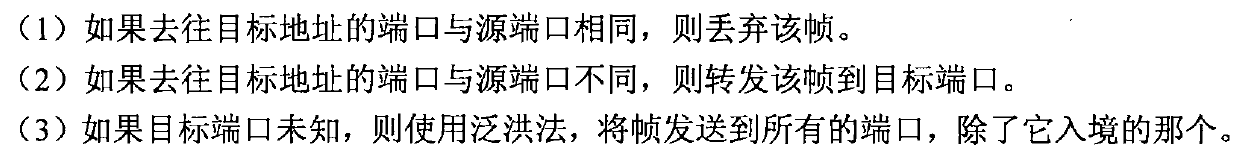 （1）如果去往目标地址的端口与源端口相同，则丢弃该帧。
（2）如果去往目标地址的端口与源端口不同，则转发该帧到目标端口。
（3）如果目标端口未知，则使用泛洪法，将帧发送到所有的端口，除了它入境的那个。